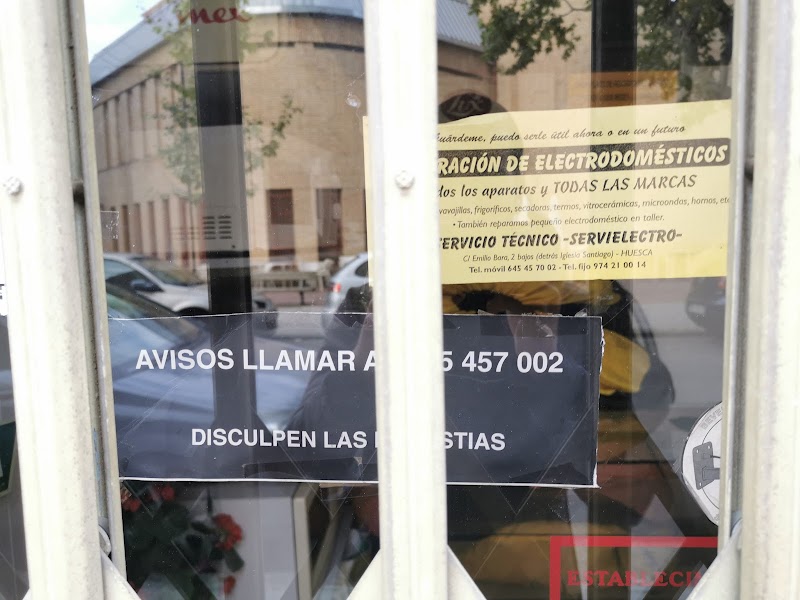 mex
Lux
Guárdeme, puedo serle útil ahora o en un futuro
RACIÓN DE ELECTRODOMÉSTICOS
dos los aparatos y TODAS LAS MARCAS
vavajillas, frigoríficos, secadoras, termos, vitrocerámicas, microondas, hornos, etc
• También reparamos pequeño electrodoméstico en taller.
ERVICIO TÉCNICO -SERVIELECTRO-
C/ Emilio Bara, 2 bajos (detrás Iglesia Santiago) - HUESCA
Tel. móvil 645 45 70 02 - Tel. fijo 974 21 00 14
AVISOS LLAMAR A 5 457 002
DISCULPEN LAS STIAS
ESTABLECI